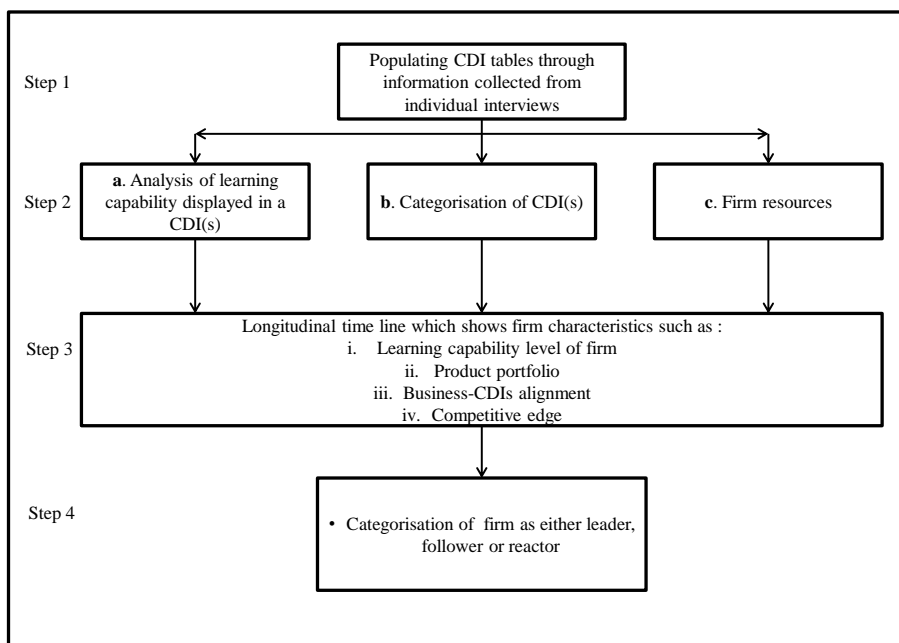 Step 1
Populating CDI tables through
information collected from
individual interviews
Step 2
a. Analysis of learning
capability displayed in a
CDI(s)
b. Categorisation of CDI(s)
c. Firm resources
Step 3
Longitudinal time line which shows firm characteristics such as :
i. Learning capability level of firm
ii. Product portfolio
iii. Business-CDIs alignment
iv. Competitive edge
Step 4
• Categorisation of firm as either leader,
follower or reactor